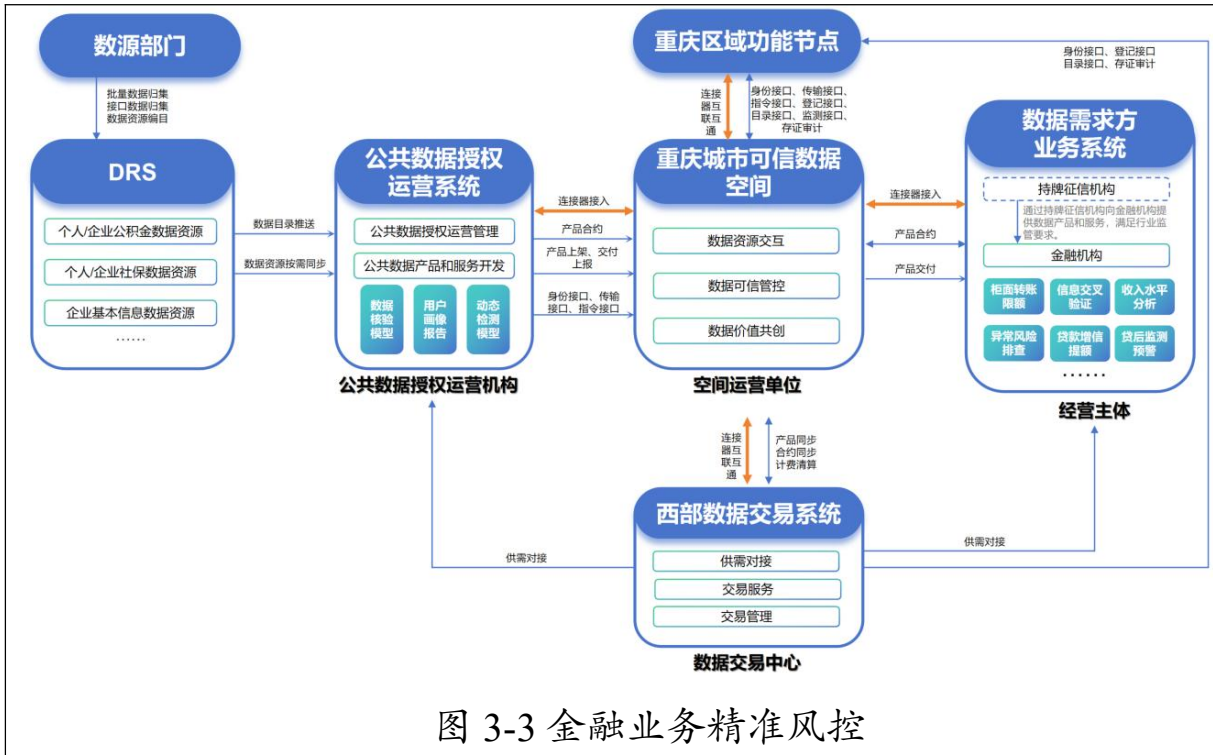 数源部门
批量数据归集
接口数据归集
数据资源编目
DRS
个人/企业公积金数据资源
个人/企业社保数据资源
企业基本信息数据资源
……
数据目录推送
数据资源按需同步
公共数据授权
运营系统
公共数据授权运营管理
公共数据产品和服务开发
数据
核验
模型
用户
画像
报告
动态
检测
模型
公共数据授权运营机构
连接器接入
产品合约
产品上架、交付
上报
身份接口、传输
接口、指令接口
重庆区域功能节点
连接
器互
联互
通
身份接口、传输接口、
指令接口、登记接口、
目录接口、监测接口、
存证审计
重庆城市可信数据
空间
数据资源交互
数据可信管控
数据价值共创
空间运营单位
连接器接入
产品合约
产品交付
身份接口、登记接口
目录接口、存证审计
数据需求方
业务系统
持牌征信机构
通过持牌征信机构向金融机构提
供数据产品和服务，满足行业监
管要求。
金融机构
柜面转账
限额
信息交叉
验证
收入水平
分析
异常风险
排查
贷款增信
提额
贷后监测
预警
……
经营主体
连接
器互
联互
通
产品同步
合约同步
计费清算
西部数据交易系统
供需对接
交易服务
交易管理
数据交易中心
供需对接
供需对接
图 3-3 金融业务精准风控